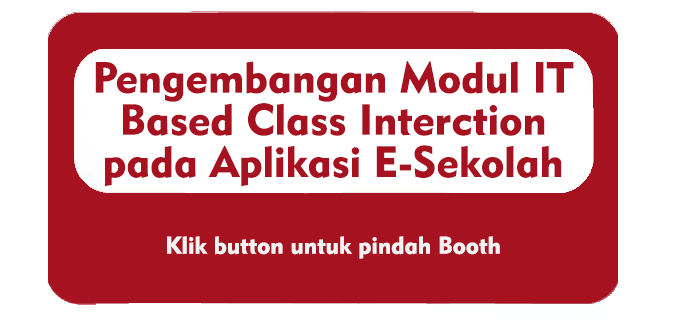 Pengembangan Modul IT
Based Class Interction
pada Aplikasi E-Sekolah
Klik button untuk pindah Booth